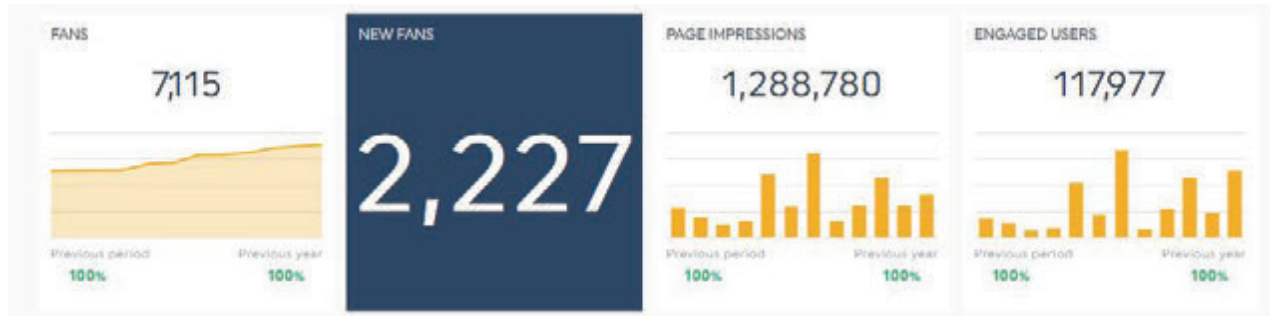 FANS
7,115
Previous period
Previous year
100%
100%
NEW FANS
2,227
PAGE IMPRESSIONS
1,288,780
Previous period
Previous year
100%
100%
ENGAGED USERS
117,977
Previous period
Previous year
100%
100%